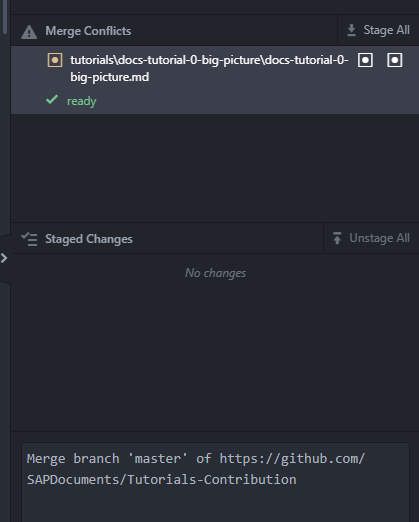 Merge Conflicts
Stage All
tutorials\docs-tutorial-0-big-picture\docs-tutorial-0-
big-picture.md
ready
Staged Changes
Unstage All
No changes
Merge branch 'master' of https://github.com/
SAPDocuments/Tutorials-Contribution